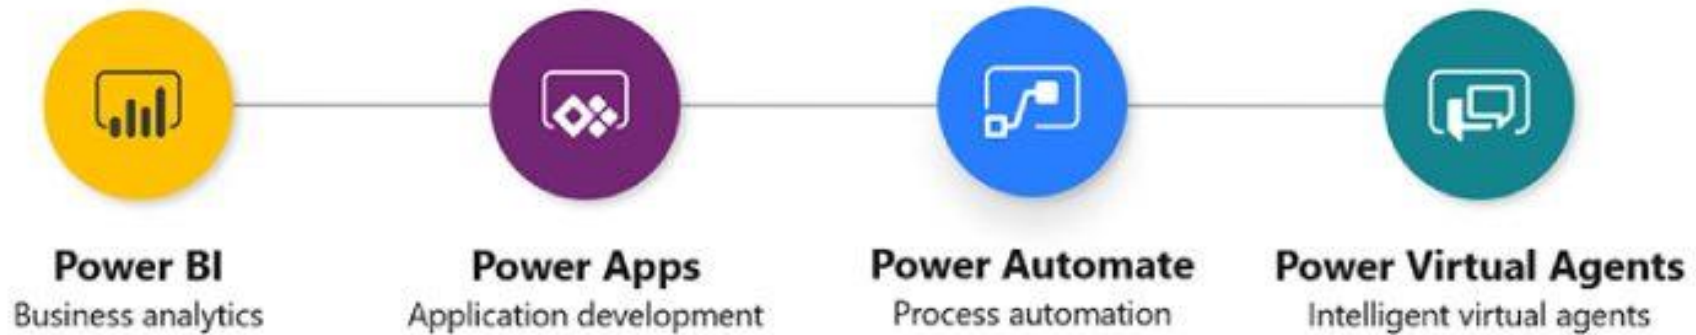 Power BI
Business analytics
Power Apps
Application development
Power Automate
Process automation
Power Virtual Agents
Intelligent virtual agents